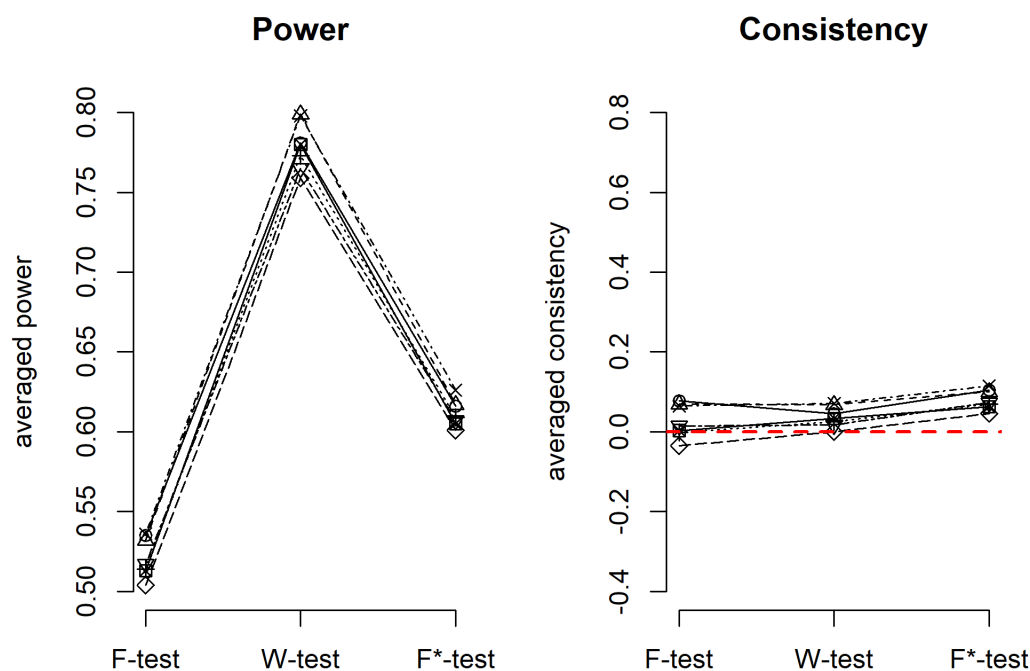 Power
averaged power
0.80
0.75
0.70
0.65
0.60
0.55
0.50
F-test W-test F*-test
Consistency
averaged consistency
0.8
0.6
0.4
0.2
0.0
-0.2
-0.4
F-test W-test F*-test